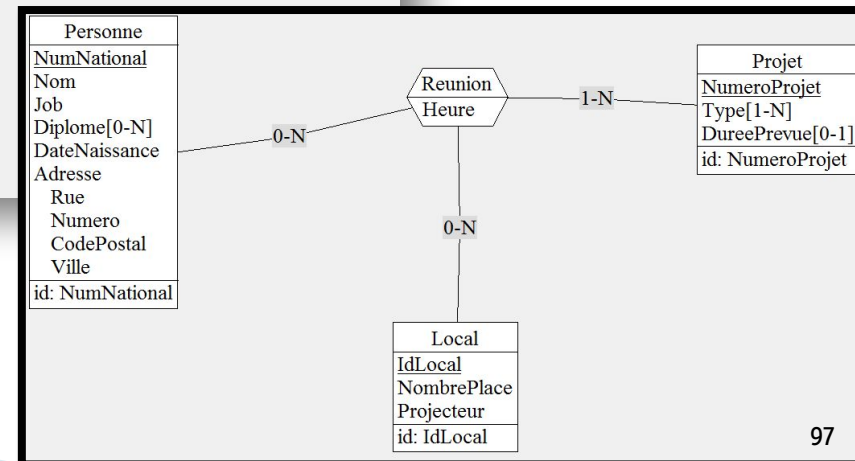 Personne
NumNational
Nom
Job
Diplome[0-N]
DateNaissance
Adresse
Rue
Numero
CodePostal
Ville
id: NumNational
0-N
Reunion
Heure
1-N
Projet
NumeroProjet
Type[1-N]
DureePrevue[0-1]
id: NumeroProjet
0-N
Local
IdLocal
NombrePlace
Projecteur
id: IdLocal
97